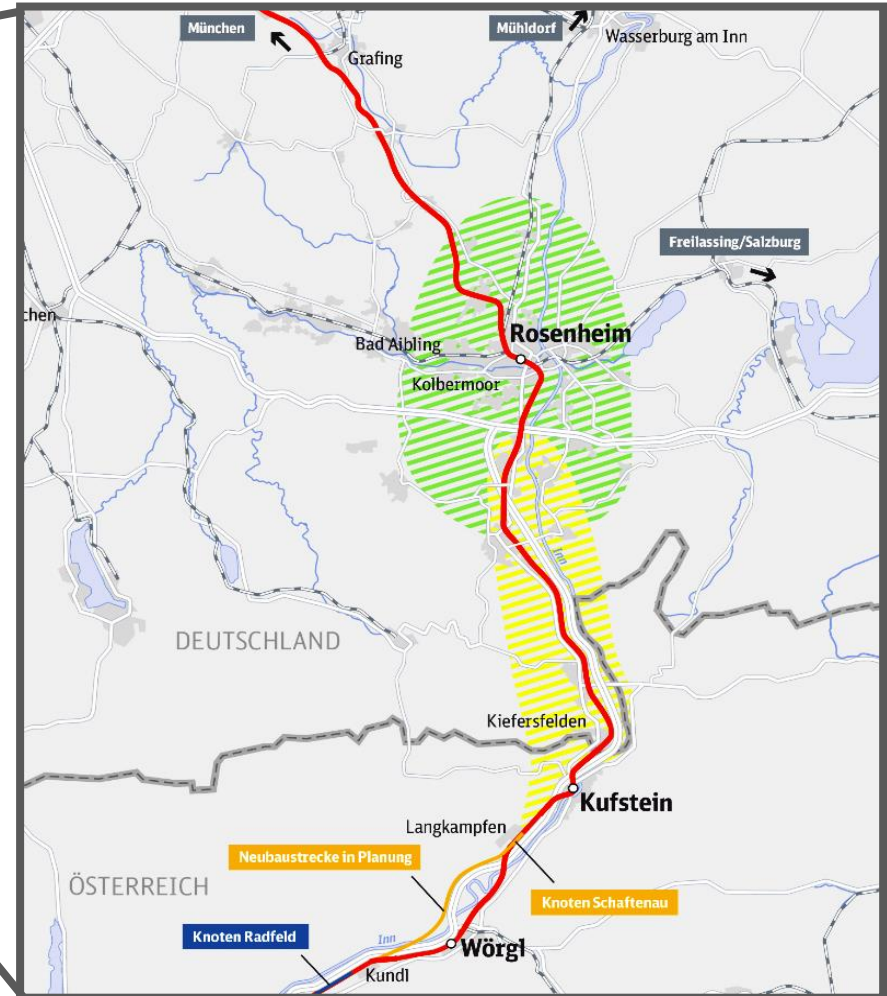 München
Mühldorf
Wasserburg am Inn
Grafing
Freilassing/Salzburg
chen
Rosenheim
Bad Aibling
Kolbermoor
Inn
DEUTSCHLAND
Kiefersfelden
Kufstein
Langkampfen
Neubaustrecke in Planung
ÖSTERREICH
Knoten Schaftenau
Knoten Radfeld
Inn
Wörgl
Kundl